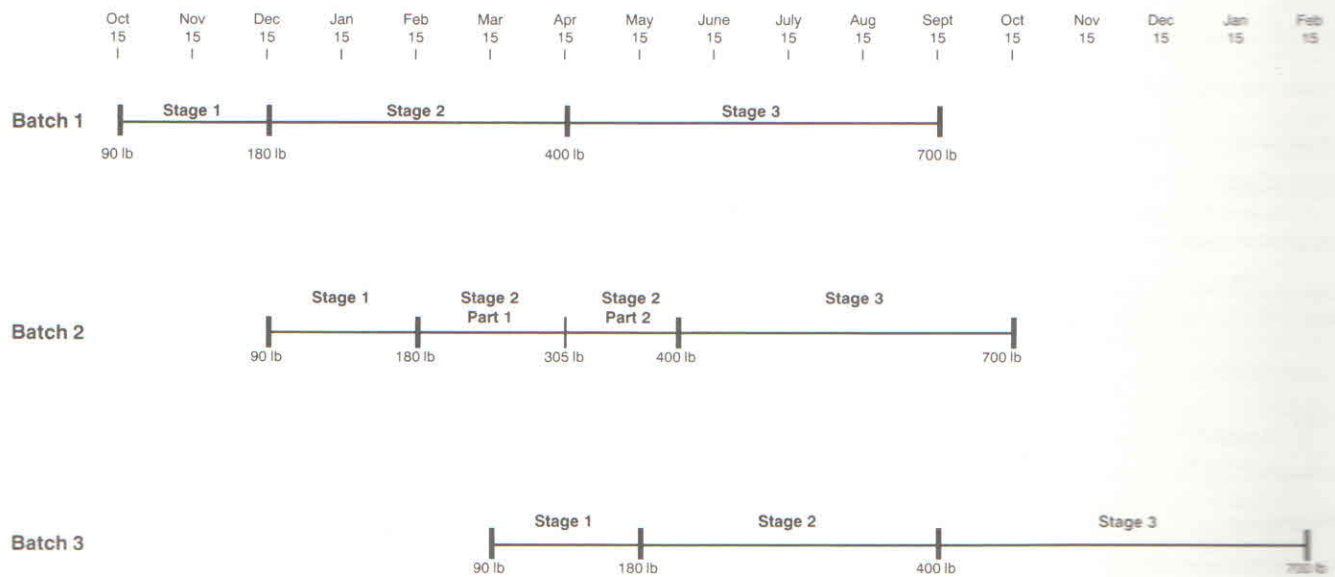 Oct Nov Dec Jan Feb Mar Apr May June July Aug Sept Oct Nov Dec Jan Feb
15 15 15 15 15 15 15 15 15 15 15 15 15 15 15 15 15
Batch 1
Stage 1 Stage 2 Stage 3
90 lb 180 lb 400 lb 700 lb
Stage 1 Stage 2 Stage 2 Stage 3
Part 1 Part 2
Batch 2
90 lb 180 lb 305 lb 400 lb 700 lb
Stage 1 Stage 2 Stage 3
Batch 3
90 lb 180 lb 400 lb 700 lb